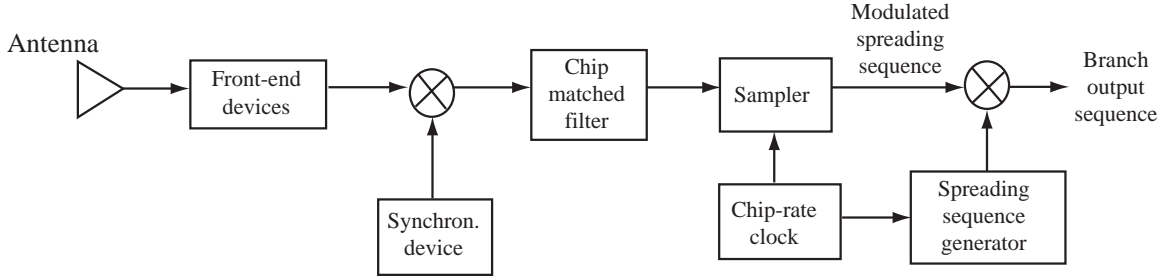 Antenna
Front-end
devices
Synchron.
device
Chip
matched
filter
Sampler
Chip-rate
clock
Modulated
spreading
sequence
Spreading
sequence
generator
Branch
output
sequence